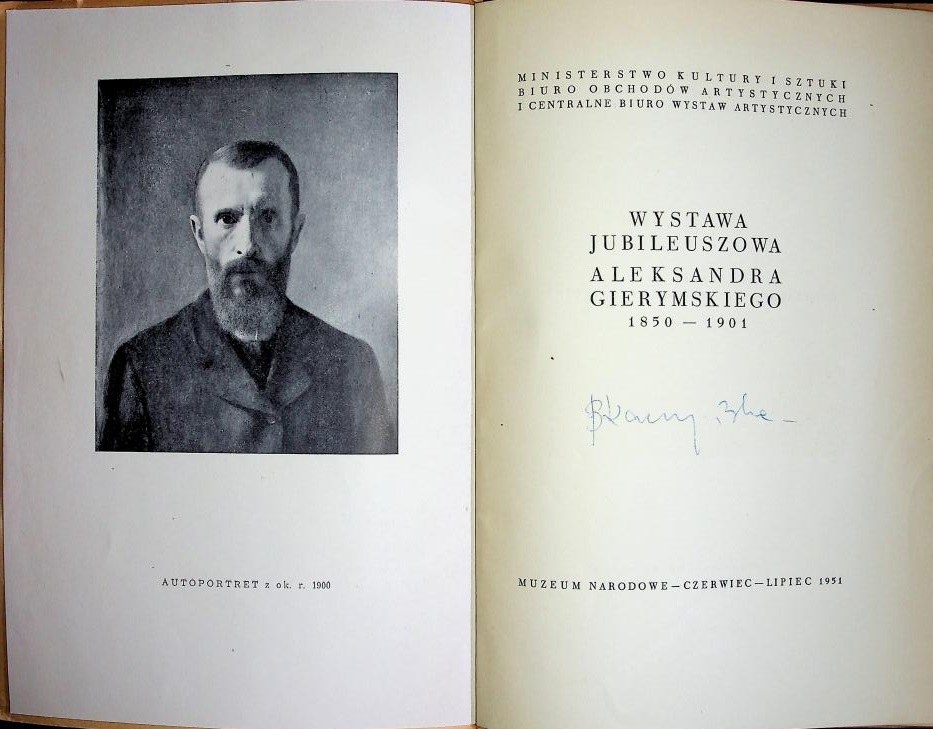 AUTOPORTRET z ok. r. 1900
MINISTERSTWO KULTURY I SZTUKI
BIURO OBCHODÓW ARTYSTYCZNYCH
I CENTRALNE BIURO WYSTAW ARTYSTYCZNYCH
WYSTAWA
JUBILEUSZOWA
ALEKSANDRA
GIERYMSKIEGO
1850 — 1901
MUZEUM NARODOWE—CZERWIEC—LIPIEC 1951